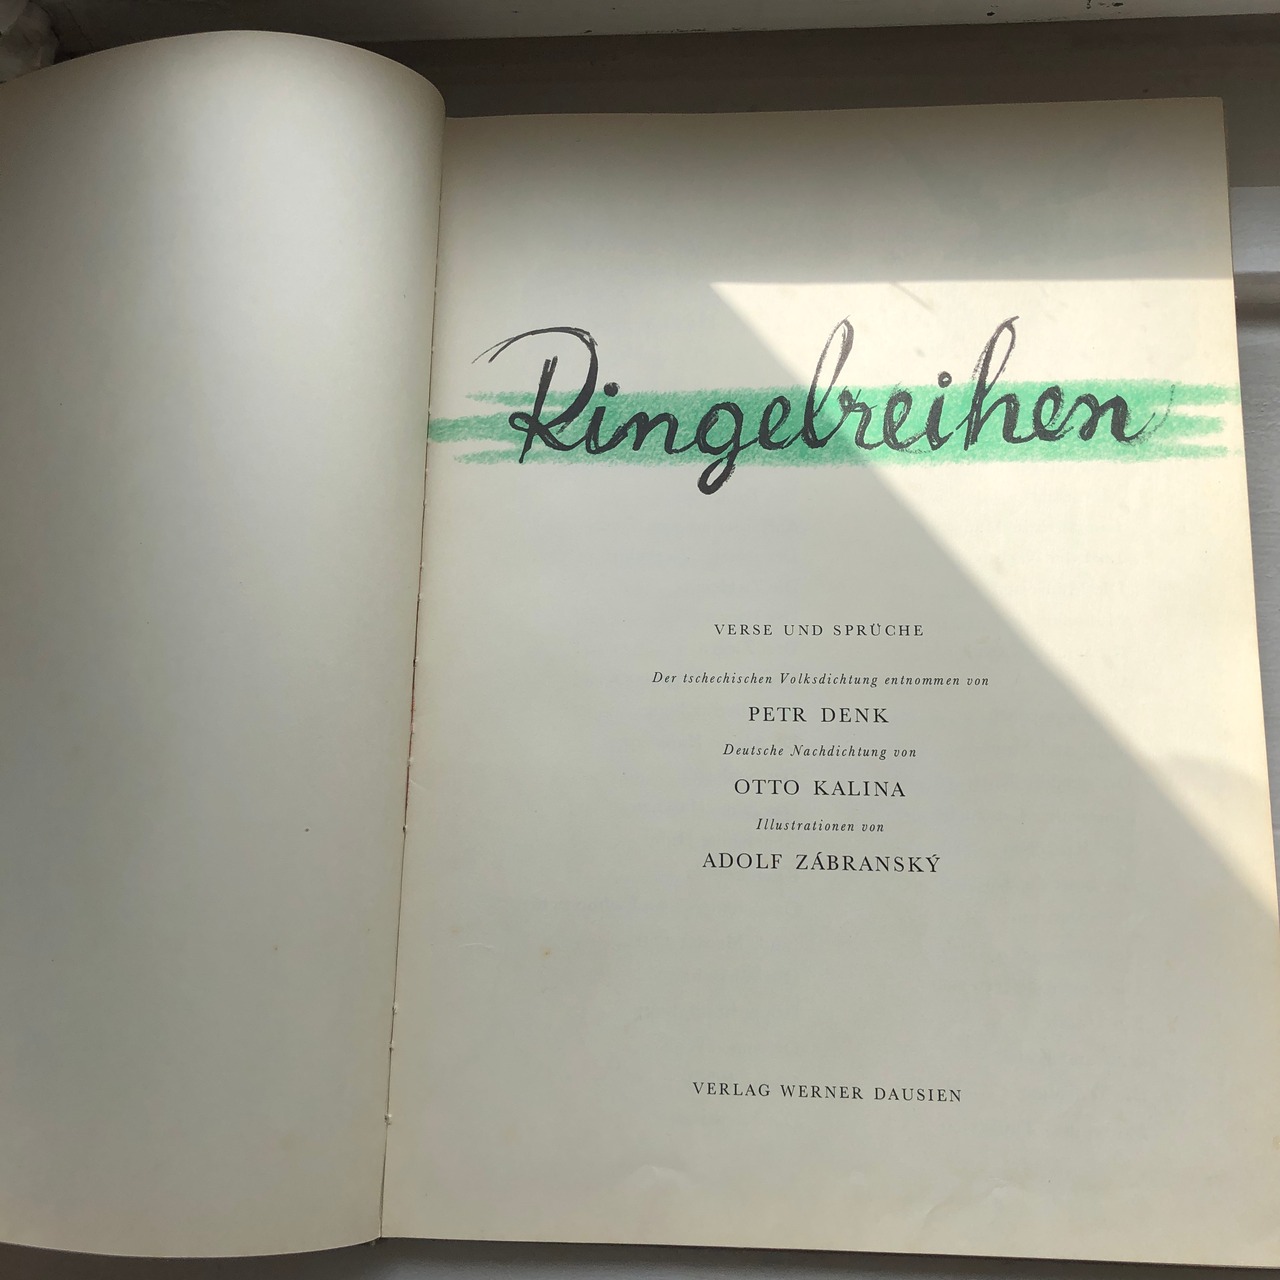 Ringelreihen
VERSE UND SPRÜCHE
Der tschechischen Volksdichtung entnommen von
PETR DENK
Deutsche Nachdichtung von
OTTO KALINA
Illustrationen von
ADOLF ZÁBRANSKÝ
VERLAG WERNER DAUSIEN